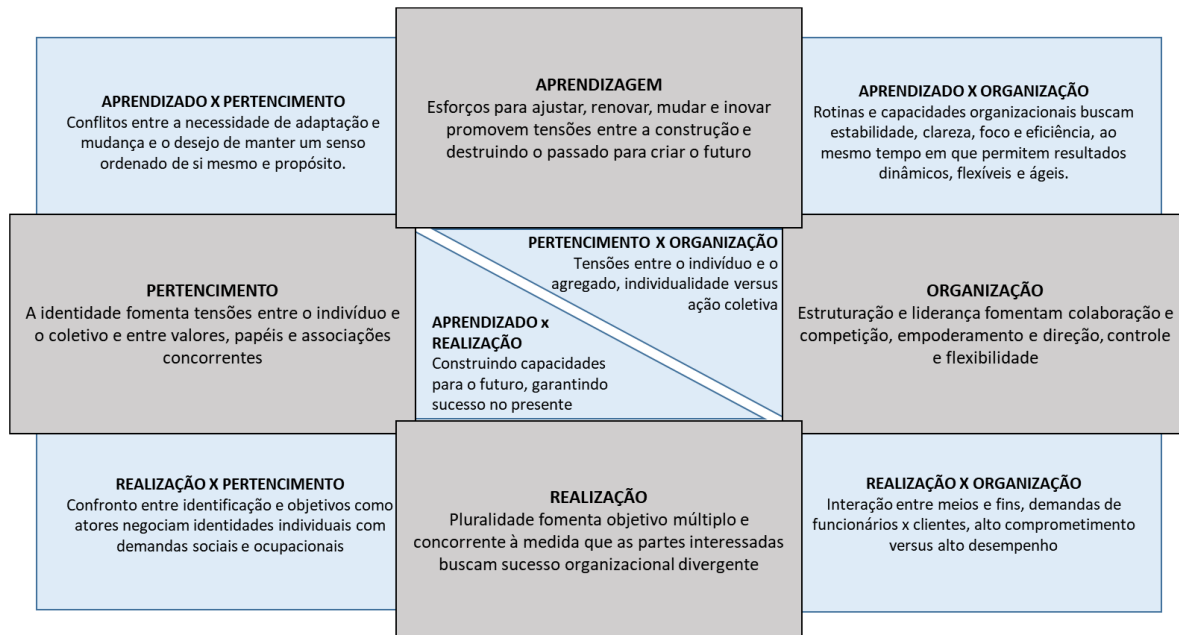 APRENDIZADO X PERTENCIMENTO
Conflitos entre a necessidade de adaptação e
mudança e o desejo de manter um senso
ordenado de si mesmo e propósito.
APRENDIZAGEM
Esforços para ajustar, renovar, mudar e inovar
promovem tensões entre a construção e
destruindo o passado para criar o futuro
APRENDIZADO X ORGANIZAÇÃO
Rotinas e capacidades organizacionais buscam
estabilidade, clareza, foco e eficiência, ao
mesmo tempo em que permitem resultados
dinâmicos, flexíveis e ágeis.
PERTENCIMENTO
A identidade fomenta tensões entre o indivíduo e
o coletivo e entre valores, papéis e associações
concorrentes
PERTENCIMENTO X ORGANIZAÇÃO
Tensões entre o indivíduo e o
agregado, individualidade versus
ação coletiva
APRENDIZADO x
REALIZAÇÃO
Construindo capacidades
para o futuro, garantindo
sucesso no presente
ORGANIZAÇÃO
Estruturação e liderança fomentam colaboração e
competição, empoderamento e direção, controle
e flexibilidade
REALIZAÇÃO X PERTENCIMENTO
Confronto entre identificação e objetivos como
atores negociam identidades individuais com
demandas sociais e ocupacionais
REALIZAÇÃO
Pluralidade fomenta objetivo múltiplo e
concorrente à medida que as partes interessadas
buscam sucesso organizacional divergente
REALIZAÇÃO X ORGANIZAÇÃO
Interação entre meios e fins, demandas de
funcionários x clientes, alto comprometimento
versus alto desempenho